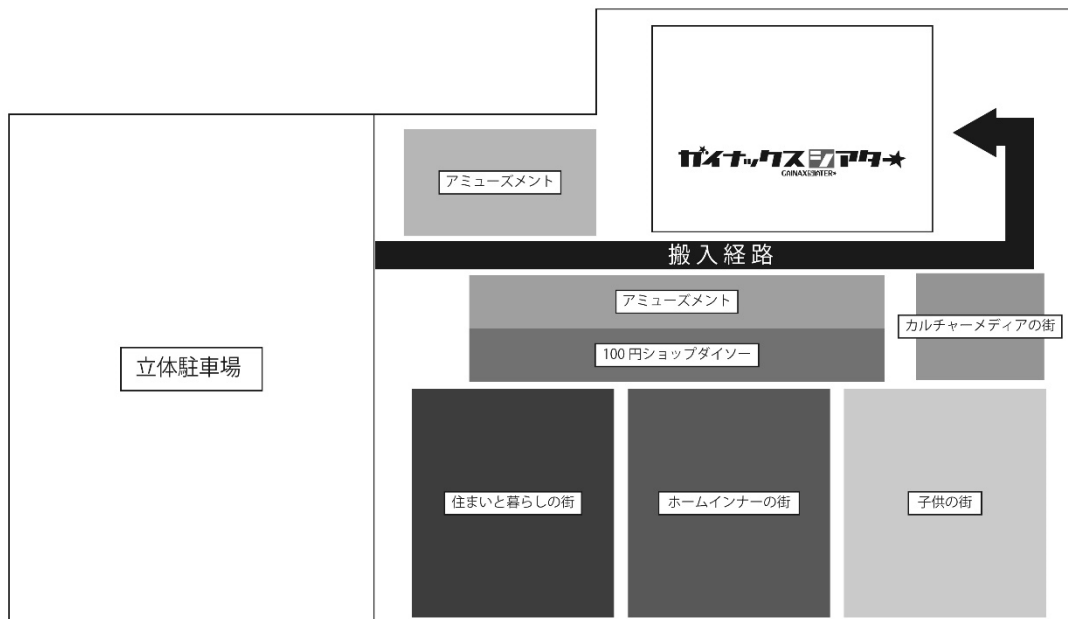 ガイナックスシアター
GAINAXTHEATER
アミューズメント
搬入経路
アミューズメント
カルチャーメディアの街
100円ショップダイソー
立体駐車場
住まいと暮らしの街
ホームインナーの街
子供の街